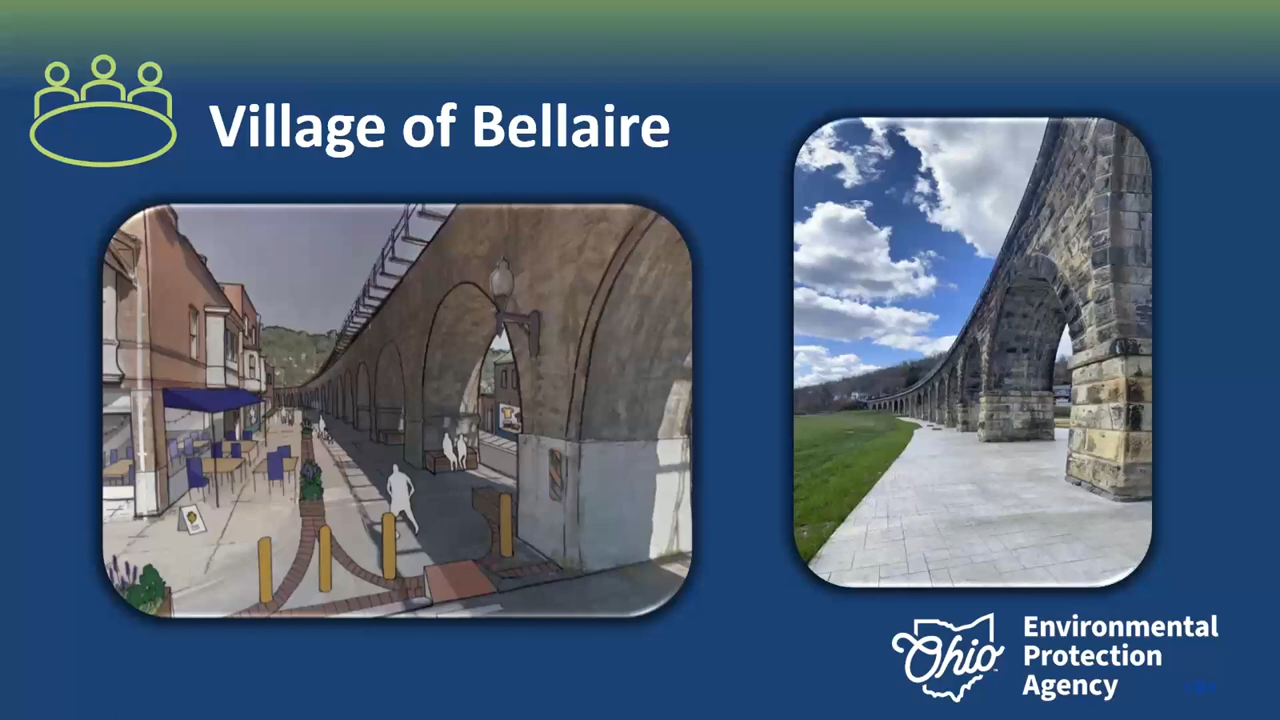 Village of Bellaire
Ohio
Environmental
Protection
Agency